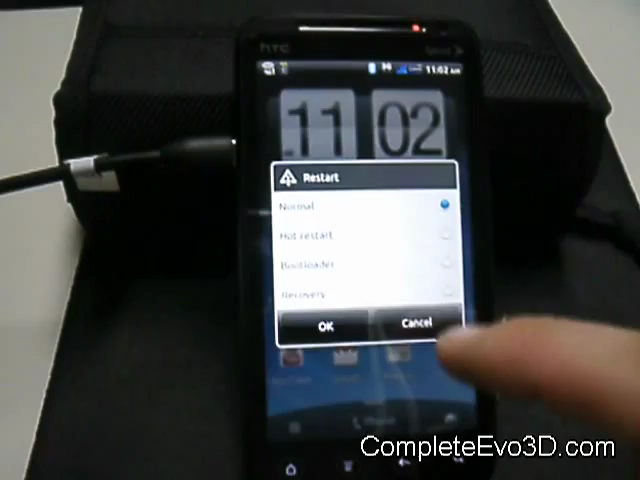 hTC
11:02 AM
11 02
Restart
Normal
Hot restart
Bootloader
Recovery
OK
Cancel
CompleteEvo3D.com